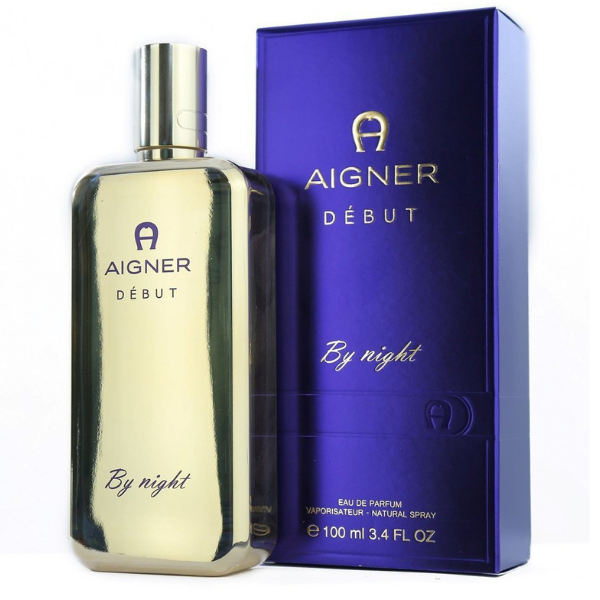 AIGNER
DÉBUT
By night
AIGNER
DÉBUT
By night
EAU DE PARFUM
VAPORISATEUR - NATURAL SPRAY
e 100 ml 3.4 FL OZ